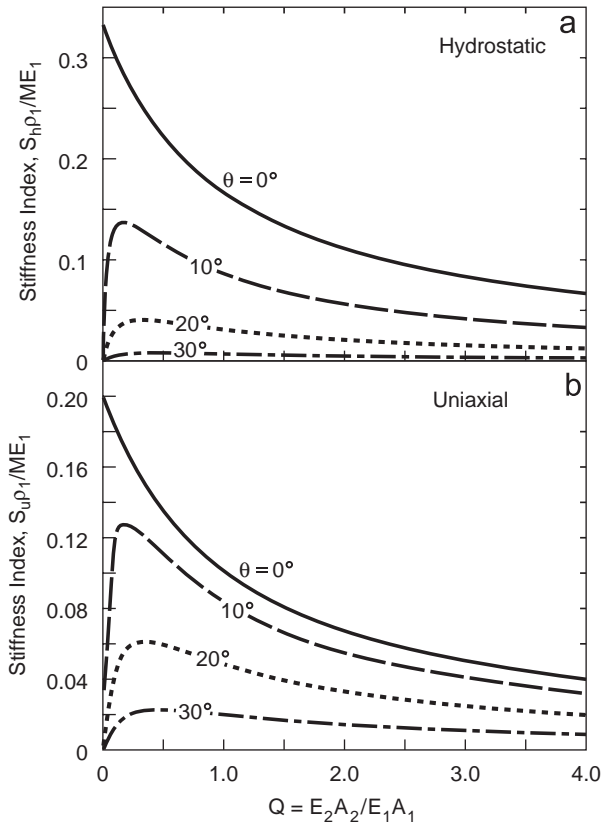 a
Hydrostatic
Stiffness Index, Sₕρ₁/ME₁
0.3
0.2
0.1
0
θ = 0°
10°
20°
30°
b
Uniaxial
Stiffness Index, Sᵤρ₁/ME₁
0.20
0.16
0.12
0.08
0.04
0
θ = 0°
10°
20°
30°
0 1.0 2.0 3.0 4.0
Q = E₂A₂/E₁A₁